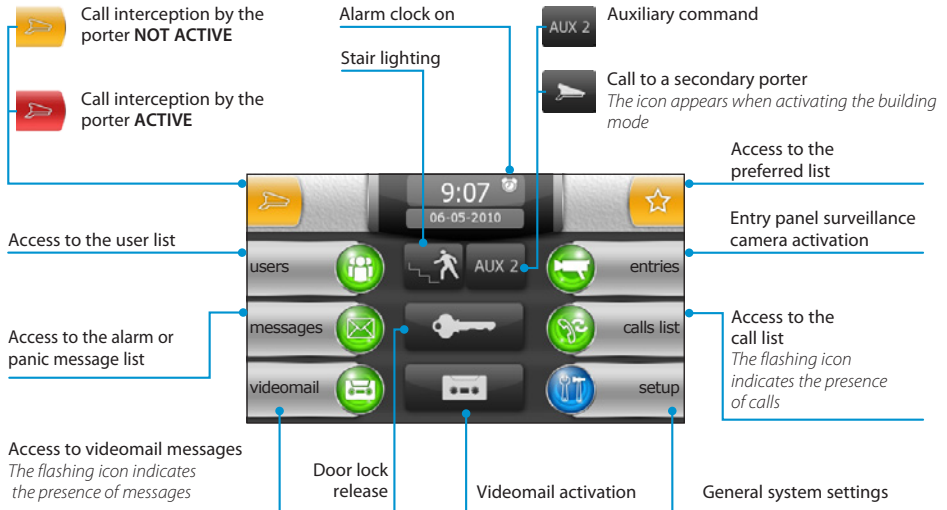 Call interception by the
porter NOT ACTIVE
Call interception by the
porter ACTIVE
Alarm clock on
Stair lighting
AUX 2
Auxiliary command
Call to a secondary porter
The icon appears when activating the building
mode
Access to the
preferred list
Entry panel surveillance
camera activation
Access to the user list
Access to the alarm or
panic message list
9:07
06-05-2010
users
AUX 2
entries
messages
calls list
videomail
setup
Access to the
call list
The flashing icon
indicates the presence
of calls
Access to videomail messages
The flashing icon indicates
the presence of messages
Door lock
release
Videomail activation
General system settings